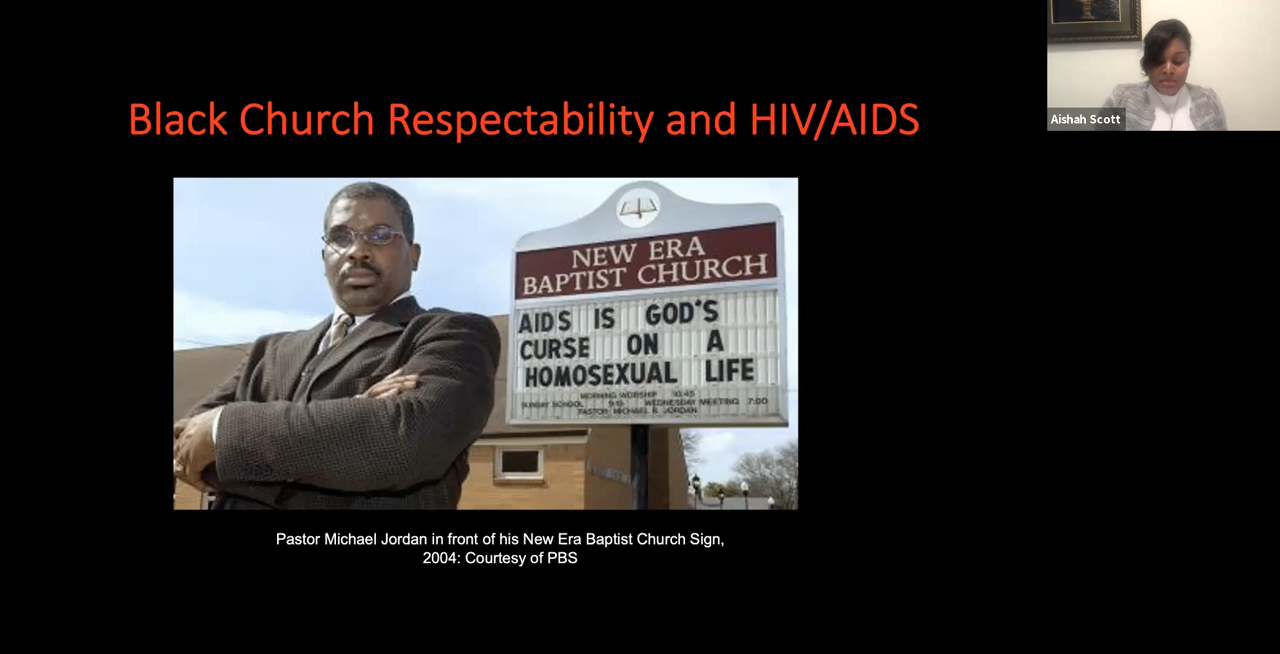 Black Church Respectability and HIV/AIDS
Aishah Scott
NEW ERA
BAPTIST CHURCH
AIDS IS GOD'S
CURSE ON A
HOMOSEXUAL LIFE
MORNING WORSHIP 10:45
SUNDAY SCHOOL 9:15 WEDNESDAY MEETING 7:00
PASTOR: MICHAEL R. JORDAN
Pastor Michael Jordan in front of his New Era Baptist Church Sign,
2004: Courtesy of PBS